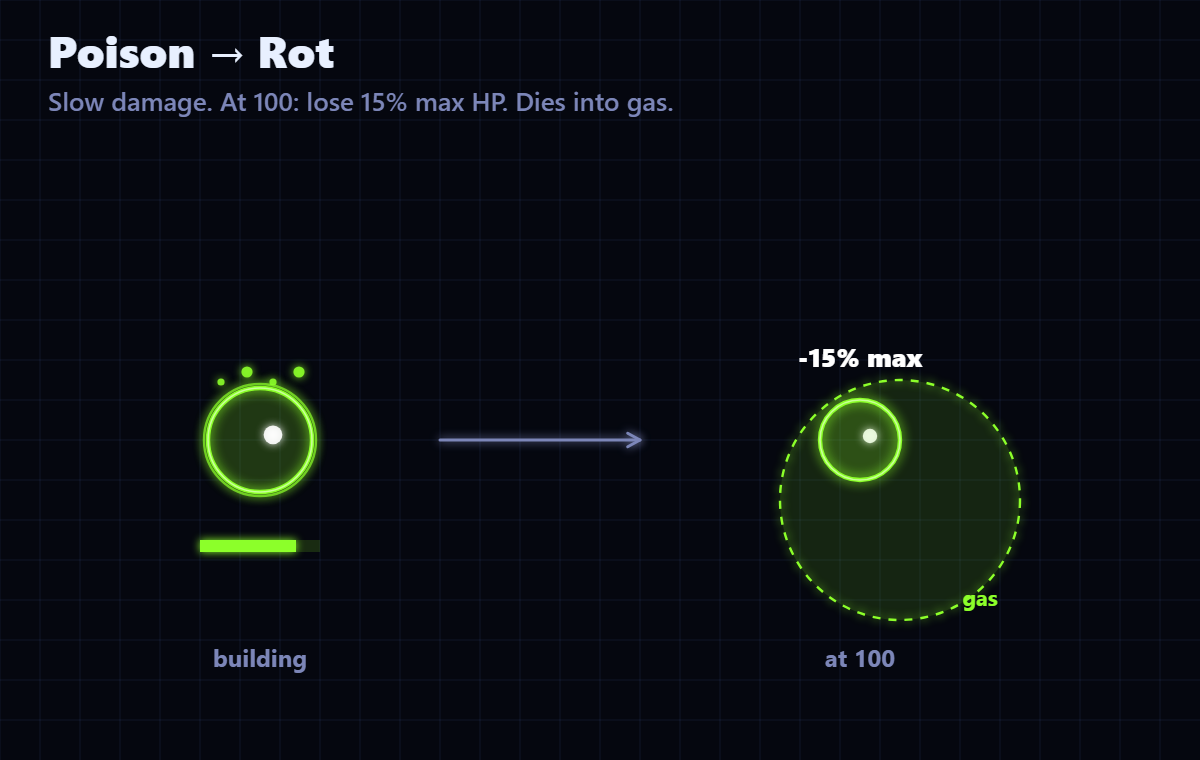 Poison → Rot
Slow damage. At 100: lose 15% max HP. Dies into gas.
-15% max
gas
building
at 100